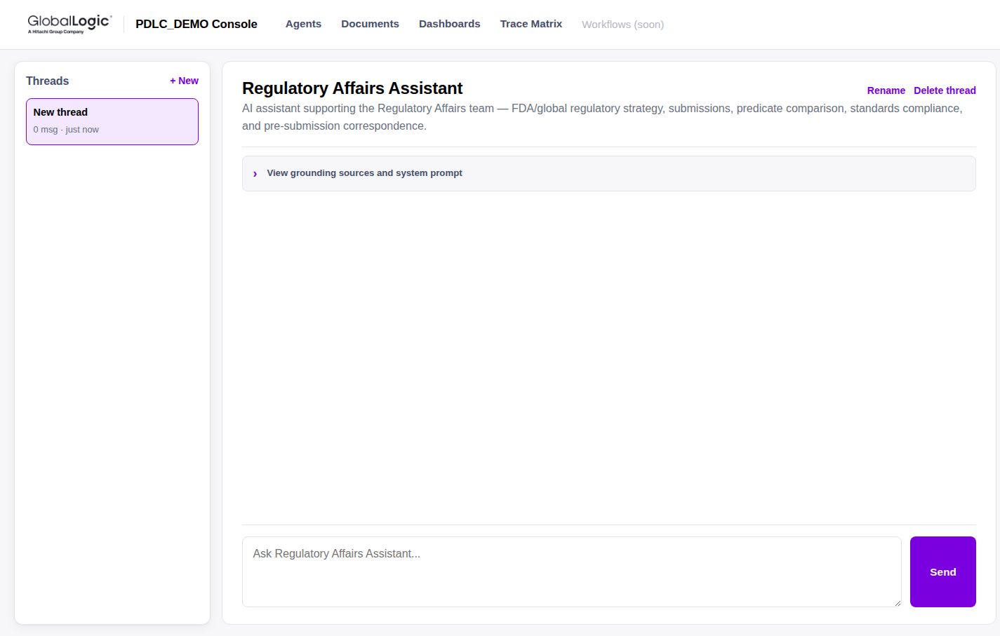 GlobalLogic
A Hitachi Group Company
PDLC_DEMO Console
Agents
Documents
Dashboards
Trace Matrix
Workflows (soon)
Threads
+ New
New thread
0 msg · just now
Regulatory Affairs Assistant
Rename
Delete thread
AI assistant supporting the Regulatory Affairs team — FDA/global regulatory strategy, submissions, predicate comparison, standards compliance,
and pre-submission correspondence.
› View grounding sources and system prompt
Ask Regulatory Affairs Assistant...
Send